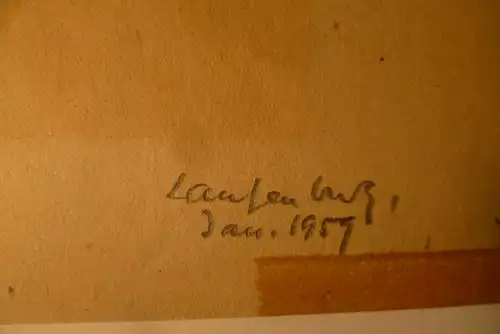 Laufenburg,
Jan. 1957